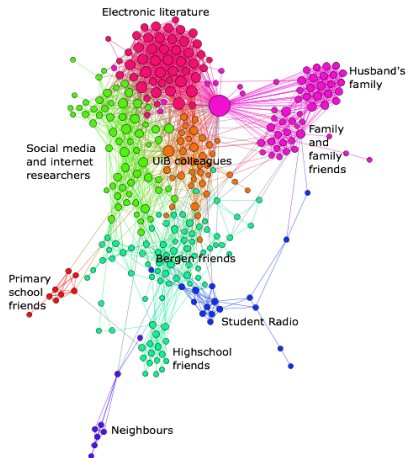 Electronic literature
Husband's
family
Social media
and internet
researchers
UiB colleagues
Family
and
family
friends
Bergen friends
Primary
school
friends
Student Radio
Highschool
friends
Neighbours